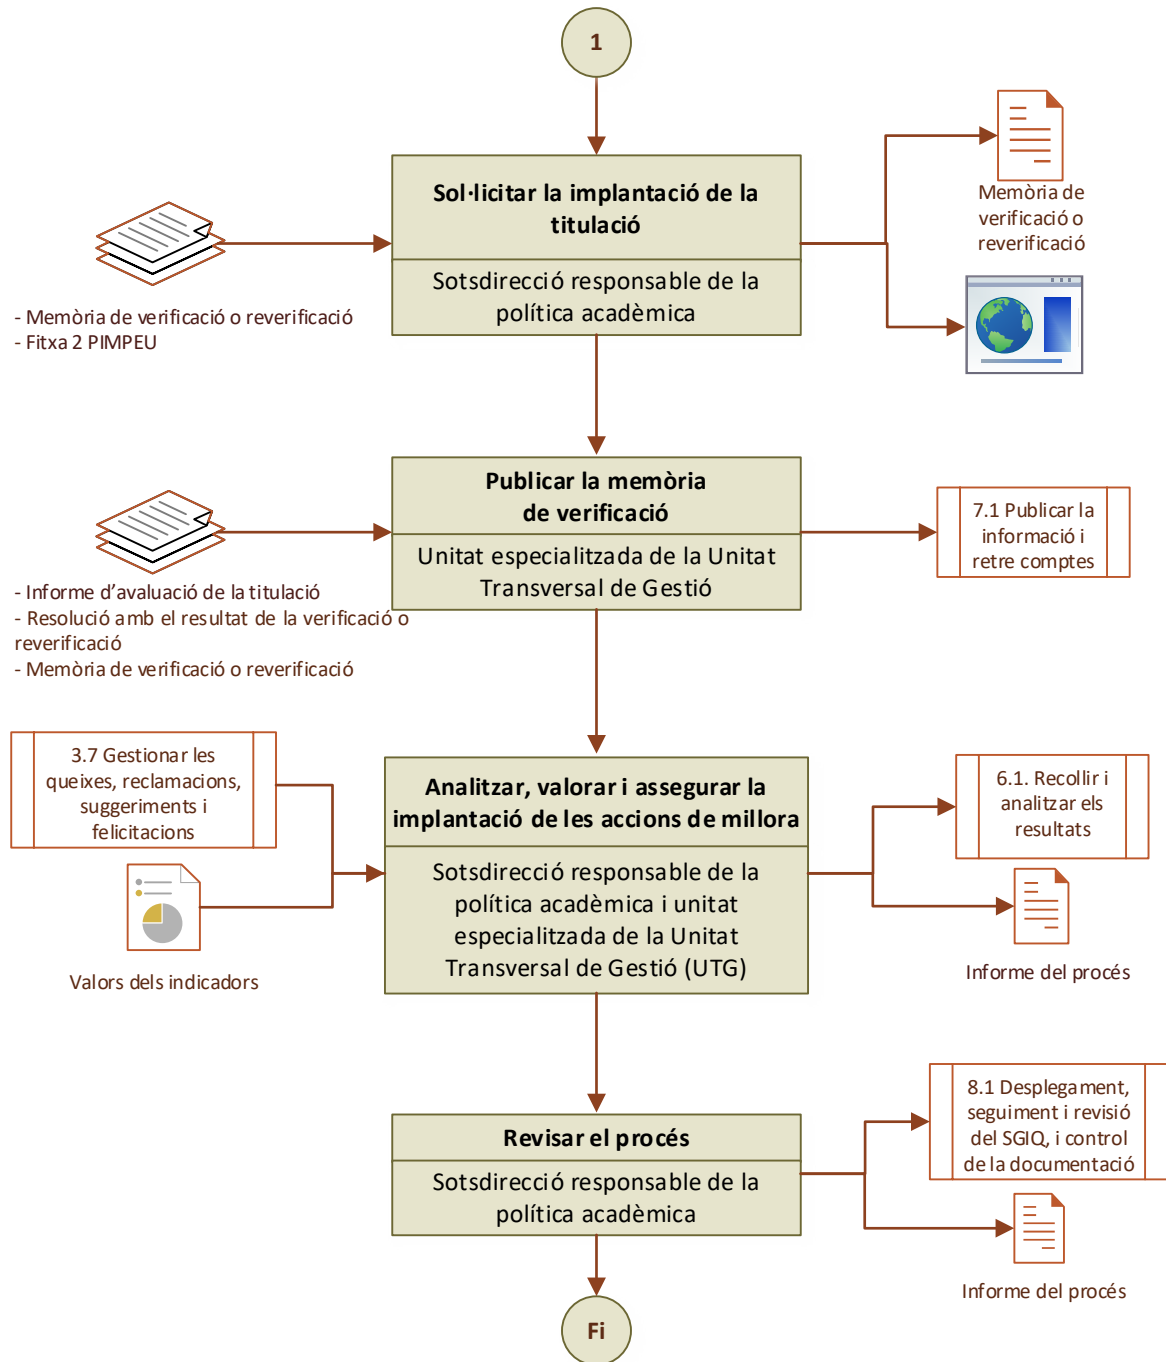 1
Sol·licitar la implantació de la
titulació
Sotsdirecció responsable de la
política acadèmica
- Memòria de verificació o reverificació
- Fitxa 2 PIMPEU
Memòria de
verificació o
reverificació
Publicar la memòria
de verificació
Unitat especialitzada de la Unitat
Transversal de Gestió
- Informe d’avaluació de la titulació
- Resolució amb el resultat de la verificació o
reverificació
- Memòria de verificació o reverificació
7.1 Publicar la
informació i
retre comptes
3.7 Gestionar les
queixes, reclamacions,
suggeriments i
felicitacions
Valors dels indicadors
Analitzar, valorar i assegurar la
implantació de les accions de millora
Sotsdirecció responsable de la
política acadèmica i unitat
especialitzada de la Unitat
Transversal de Gestió (UTG)
6.1. Recollir i
analitzar els
resultats
Informe del procés
Revisar el procés
Sotsdirecció responsable de la
política acadèmica
8.1 Desplegament,
seguiment i revisió
del SGIQ, i control
de la documentació
Informe del procés
Fi